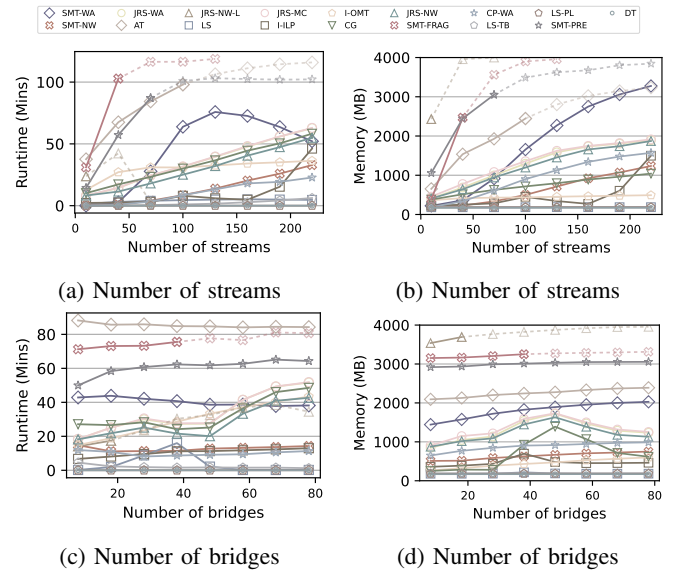 SMT-WA JRS-WA JRS-NW-L JRS-MC I-OMT JRS-NW CP-WA LS-PL DT
SMT-NW AT LS I-ILP CG SMT-FRAG LS-TB SMT-PRE
Runtime (Mins)
100
50
0
0 50 100 150 200
Number of streams
(a) Number of streams
Memory (MB)
4000
3000
2000
1000
0
0 50 100 150 200
Number of streams
(b) Number of streams
Runtime (Mins)
80
60
40
20
0
20 40 60 80
Number of bridges
(c) Number of bridges
Memory (MB)
4000
3000
2000
1000
0
20 40 60 80
Number of bridges
(d) Number of bridges